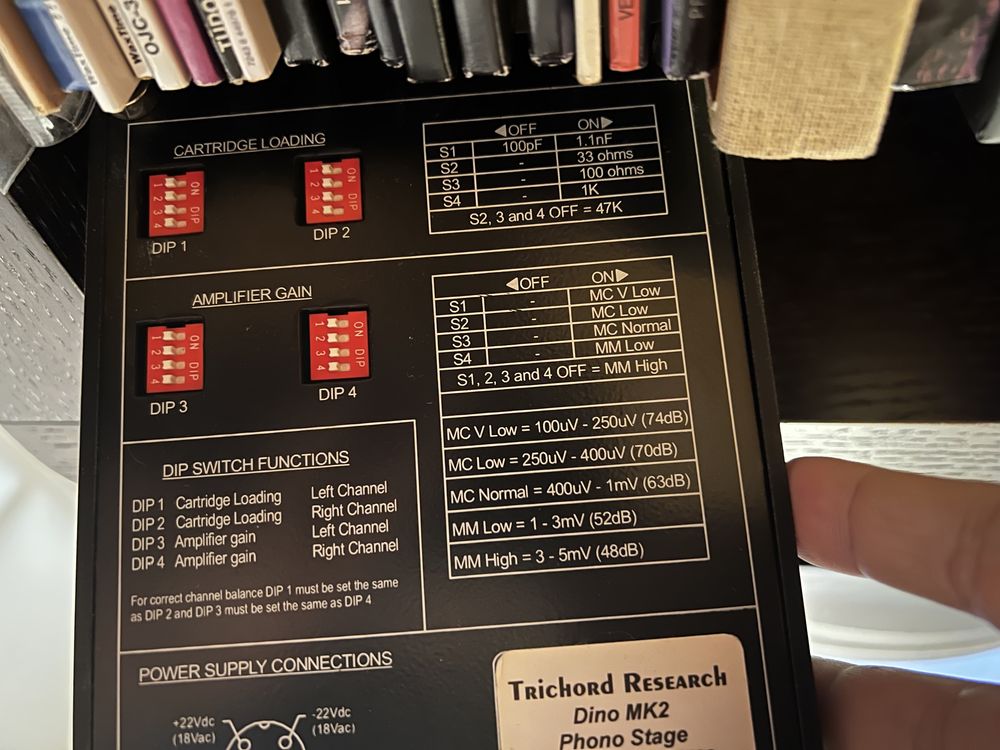 OJC-3
CARTRIDGE LOADING
ON DIP
1 2 3 4
DIP 1
ON DIP
1 2 3 4
DIP 2
◀OFF ON▶
S1 100pF 1.1nF
S2 - 33 ohms
S3 - 100 ohms
S4 - 1K
S2, 3 and 4 OFF = 47K
AMPLIFIER GAIN
ON DIP
1 2 3 4
DIP 3
ON DIP
1 2 3 4
DIP 4
◀OFF ON▶
S1 - MC V Low
S2 - MC Low
S3 - MC Normal
S4 - MM Low
S1, 2, 3 and 4 OFF = MM High
MC V Low = 100uV - 250uV (74dB)
MC Low = 250uV - 400uV (70dB)
MC Normal = 400uV - 1mV (63dB)
MM Low = 1 - 3mV (52dB)
MM High = 3 - 5mV (48dB)
DIP SWITCH FUNCTIONS
DIP 1 Cartridge Loading Left Channel
DIP 2 Cartridge Loading Right Channel
DIP 3 Amplifier gain Left Channel
DIP 4 Amplifier gain Right Channel
For correct channel balance DIP 1 must be set the same
as DIP 2 and DIP 3 must be set the same as DIP 4
POWER SUPPLY CONNECTIONS
+22Vdc
(18Vac)
-22Vdc
(18Vac)
Trichord Research
Dino MK2
Phono Stage